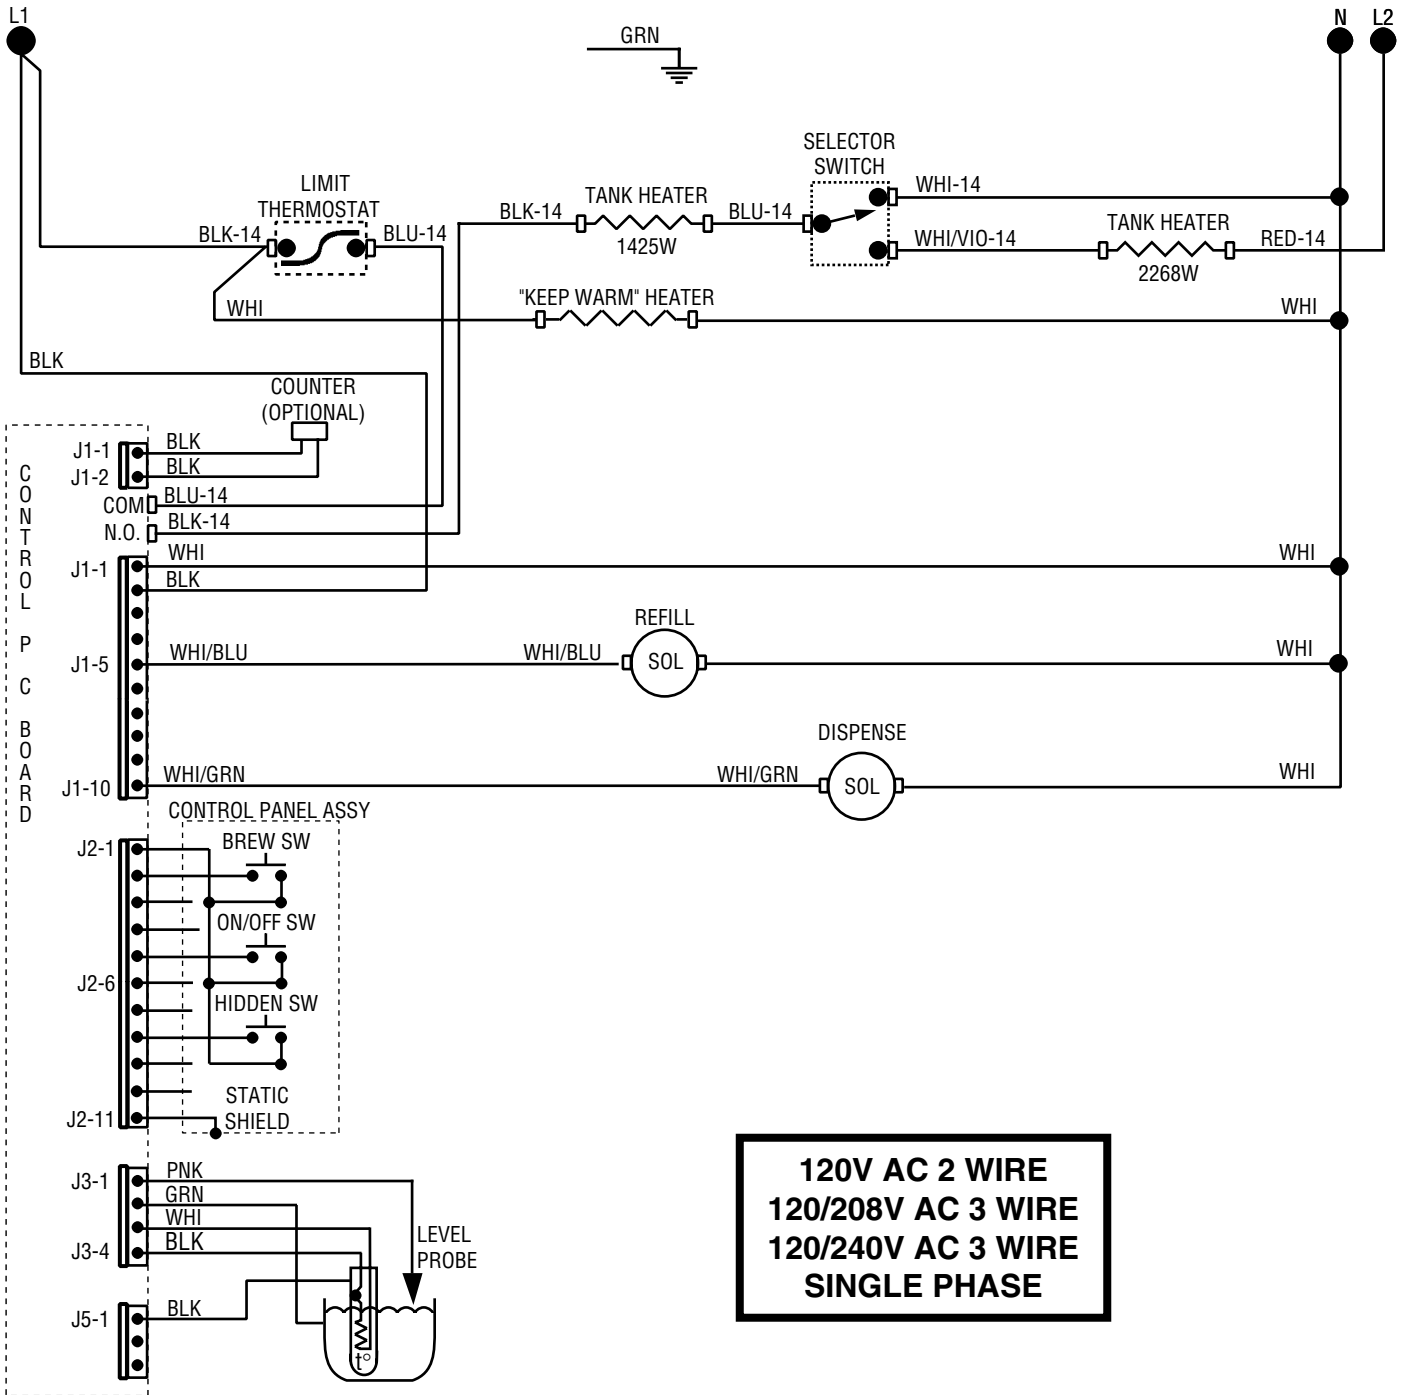 L1
N L2
GRN
SELECTOR
SWITCH
LIMIT
THERMOSTAT
TANK HEATER
WHI-14
BLK-14
BLU-14
TANK HEATER
BLK-14
BLU-14
1425W
WHI/VIO-14
RED-14
2268W
"KEEP WARM" HEATER
WHI
WHI
BLK
COUNTER
(OPTIONAL)
CONTROL P C BOARD
J1-1
BLK
J1-2
BLK
COM
BLU-14
N.O.
BLK-14
J1-1
WHI
WHI
BLK
REFILL
J1-5
WHI/BLU
WHI/BLU
SOL
WHI
DISPENSE
J1-10
WHI/GRN
WHI/GRN
SOL
WHI
CONTROL PANEL ASSY
J2-1
BREW SW
ON/OFF SW
J2-6
HIDDEN SW
STATIC
SHIELD
J2-11
J3-1
PNK
GRN
WHI
J3-4
BLK
LEVEL
PROBE
J5-1
BLK
t°
120V AC 2 WIRE
120/208V AC 3 WIRE
120/240V AC 3 WIRE
SINGLE PHASE